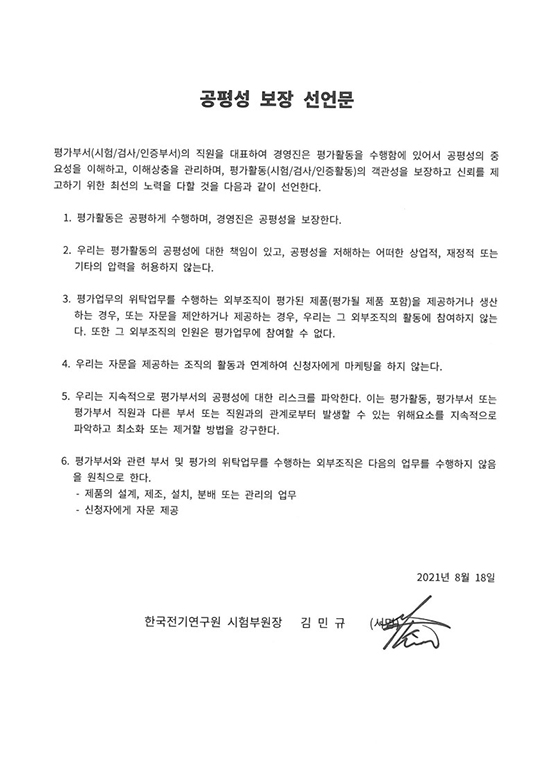 공평성 보장 선언문
평가부서(시험/검사/인증부서)의 직원을 대표하여 경영진은 평가활동을 수행함에 있어서 공평성의 중
요성을 이해하고, 이해상충을 관리하며, 평가활동(시험/검사/인증활동)의 객관성을 보장하고 신뢰를 제
고하기 위한 최선의 노력을 다할 것을 다음과 같이 선언한다.
1. 평가활동은 공평하게 수행하며, 경영진은 공평성을 보장한다.
2. 우리는 평가활동의 공평성에 대한 책임이 있고, 공평성을 저해하는 어떠한 상업적, 재정적 또는
기타의 압력을 허용하지 않는다.
3. 평가업무의 위탁업무를 수행하는 외부조직이 평가된 제품(평가될 제품 포함)을 제공하거나 생산
하는 경우, 또는 자문을 제안하거나 제공하는 경우, 우리는 그 외부조직의 활동에 참여하지 않는
다. 또한 그 외부조직의 인원은 평가업무에 참여할 수 없다.
4. 우리는 자문을 제공하는 조직의 활동과 연계하여 신청자에게 마케팅을 하지 않는다.
5. 우리는 지속적으로 평가부서의 공평성에 대한 리스크를 파악한다. 이는 평가활동, 평가부서 또는
평가부서 직원과 다른 부서 또는 직원과의 관계로부터 발생할 수 있는 위해요소를 지속적으로
파악하고 최소화 또는 제거할 방법을 강구한다.
6. 평가부서와 관련 부서 및 평가의 위탁업무를 수행하는 외부조직은 다음의 업무를 수행하지 않음
을 원칙으로 한다.
- 제품의 설계, 제조, 설치, 분배 또는 관리의 업무
- 신청자에게 자문 제공
2021년 8월 18일
한국전기연구원 시험부원장 김 민 규 (서명)